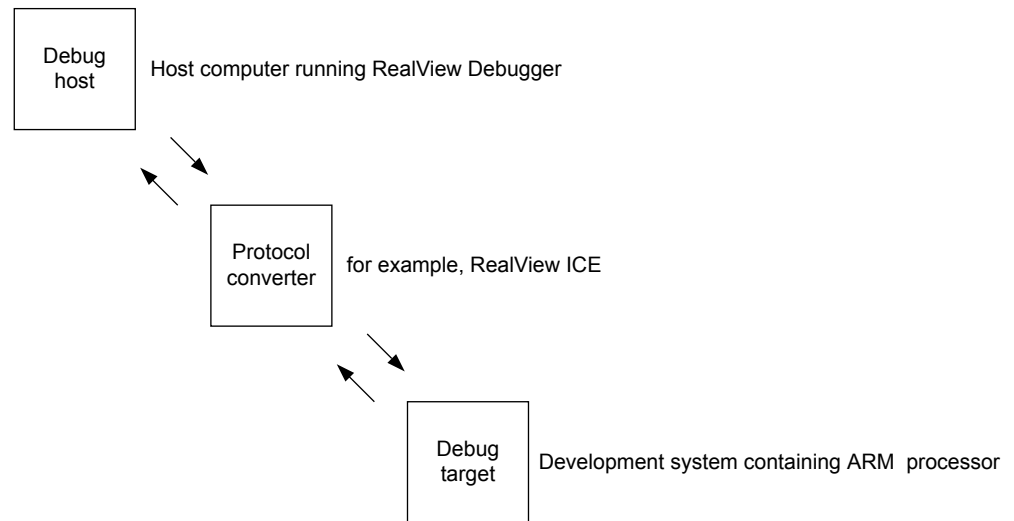 Debug
host
Host computer running RealView Debugger
Protocol
converter
for example, RealView ICE
Debug
target
Development system containing ARM processor